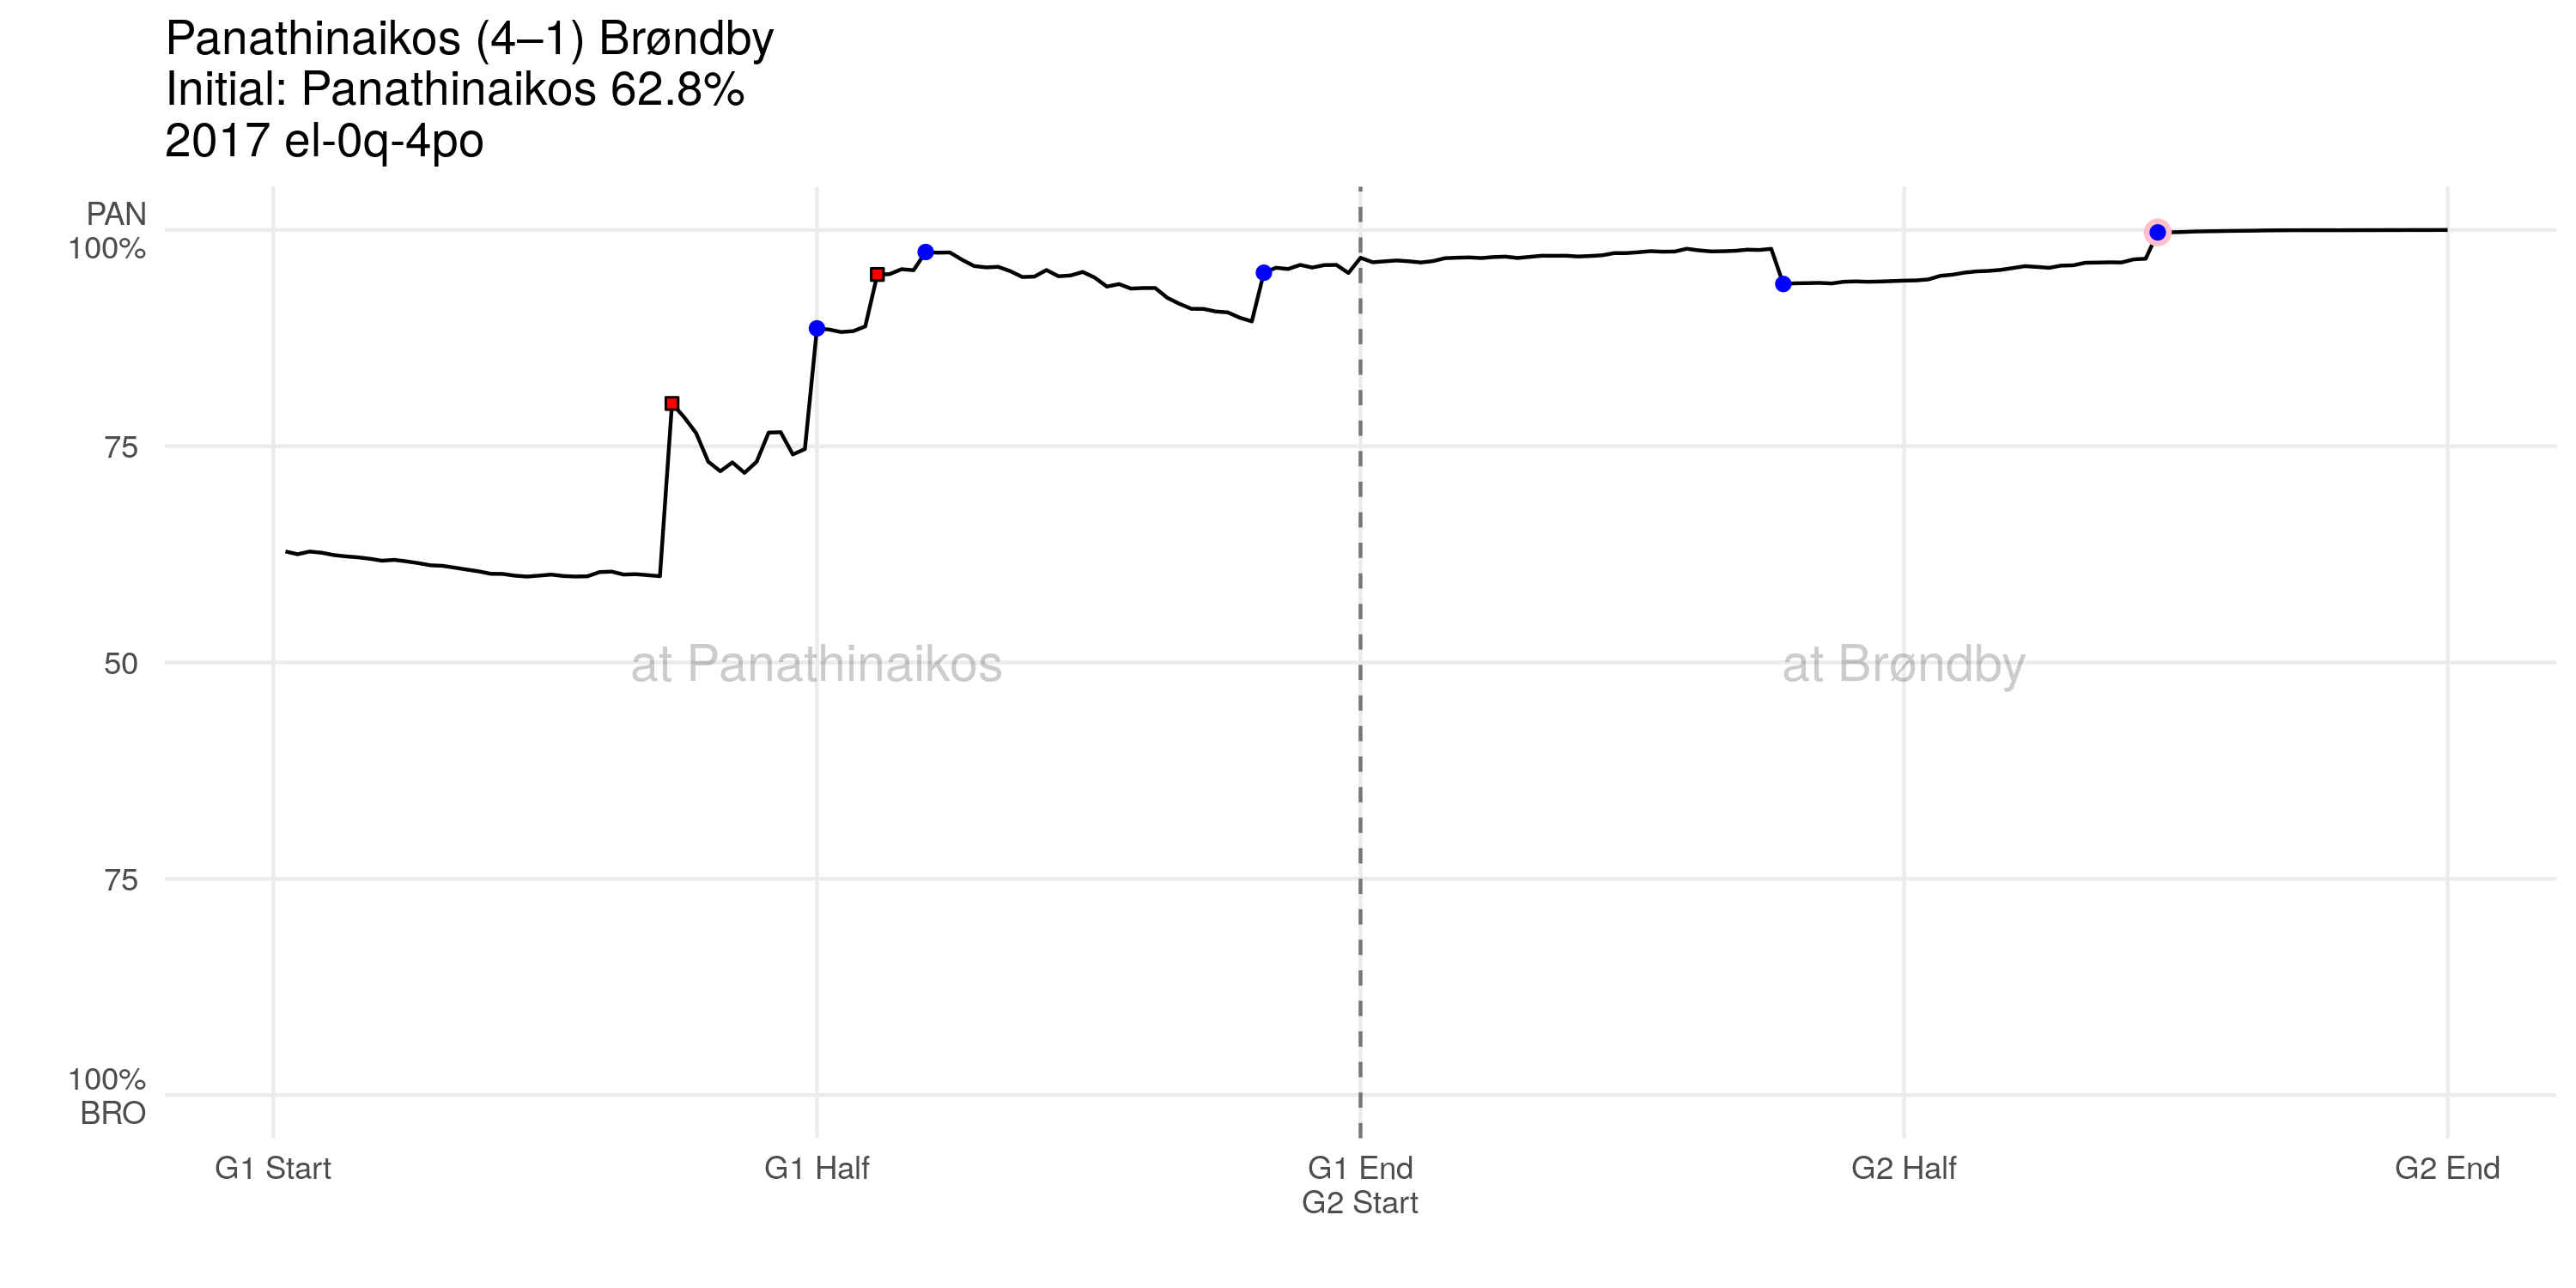 Panathinaikos (4–1) Brøndby
Initial: Panathinaikos 62.8%
2017 el-0q-4po
PAN
100%
75
50
75
100%
BRO
at Panathinaikos
at Brøndby
G1 Start
G1 Half
G1 End
G2 Start
G2 Half
G2 End